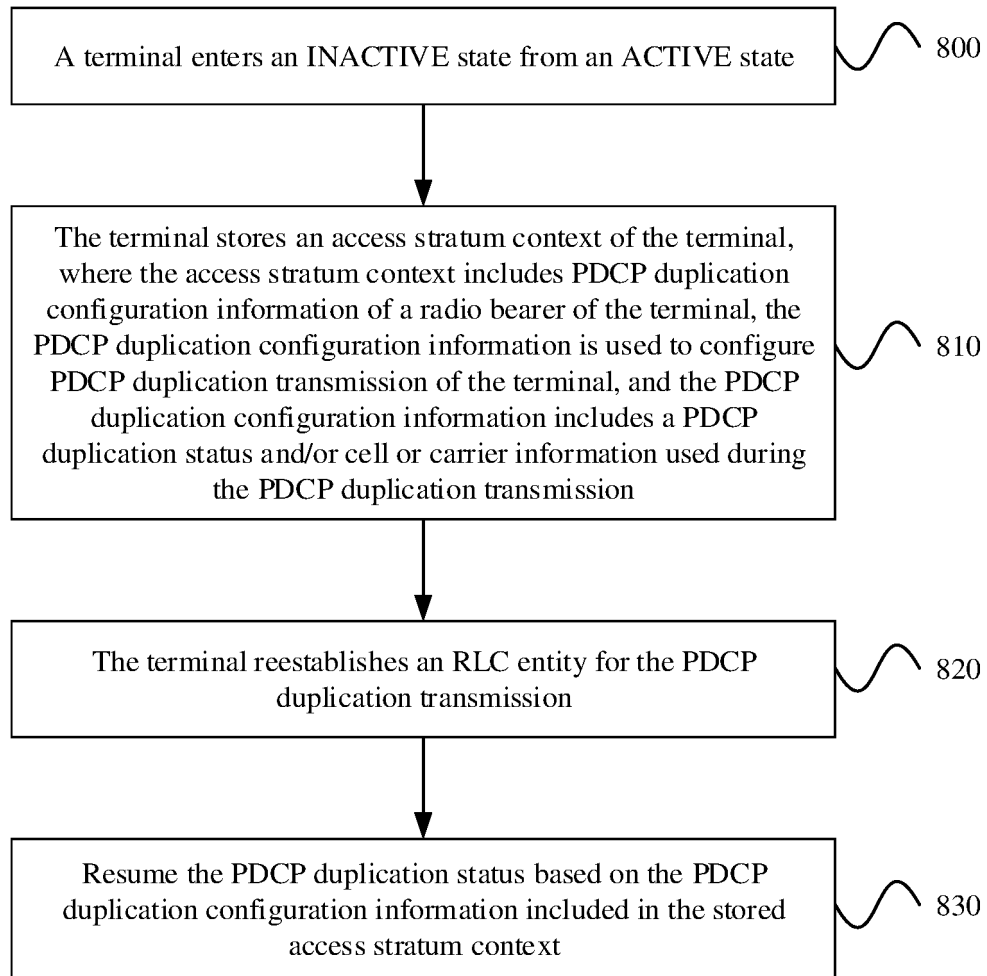 A terminal enters an INACTIVE state from an ACTIVE state
800
The terminal stores an access stratum context of the terminal,
where the access stratum context includes PDCP duplication
configuration information of a radio bearer of the terminal, the
PDCP duplication configuration information is used to configure
PDCP duplication transmission of the terminal, and the PDCP
duplication configuration information includes a PDCP
duplication status and/or cell or carrier information used during
the PDCP duplication transmission
810
The terminal reestablishes an RLC entity for the PDCP
duplication transmission
820
Resume the PDCP duplication status based on the PDCP
duplication configuration information included in the stored
access stratum context
830